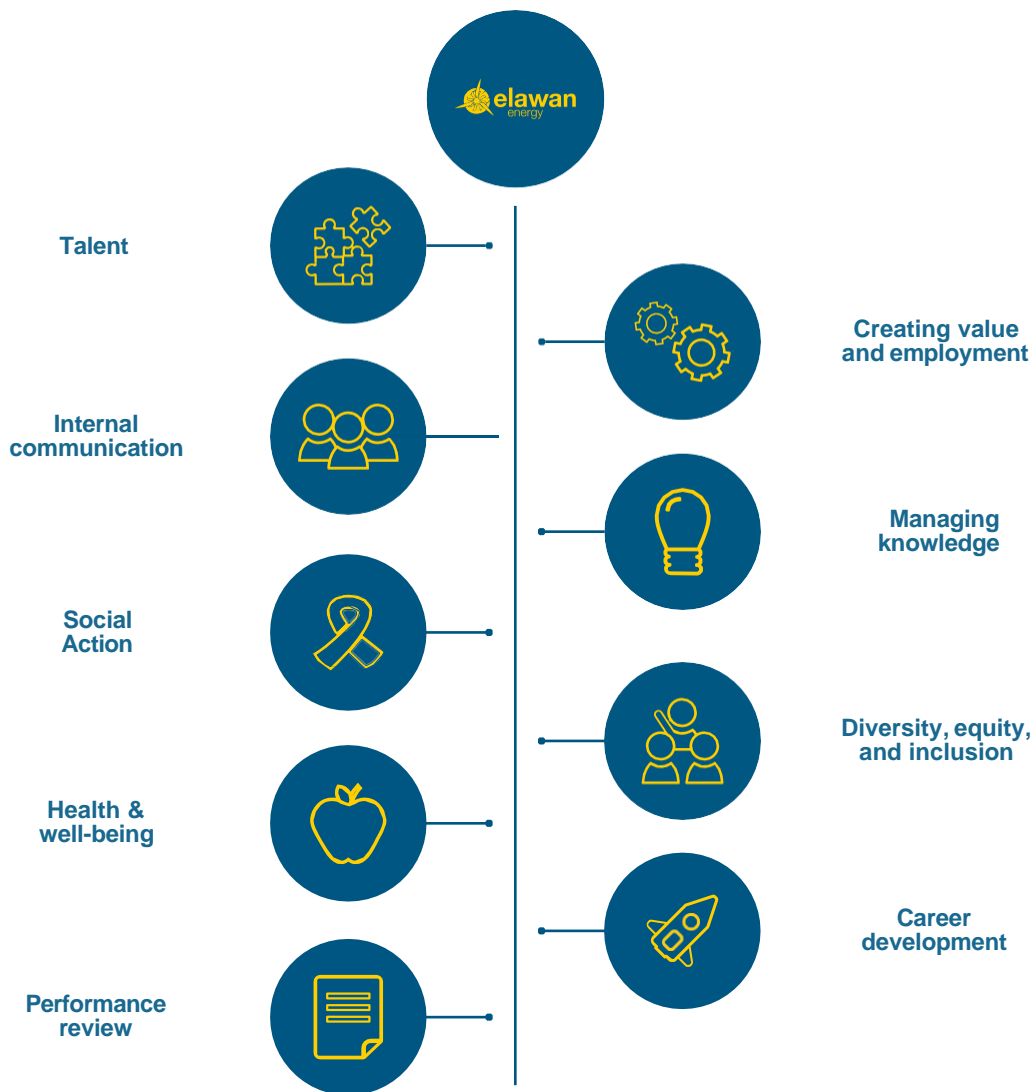 elawan
energy
Talent
Creating value
and employment
Internal
communication
Managing
knowledge
Social
Action
Diversity, equity,
and inclusion
Health &
well-being
Career
development
Performance
review